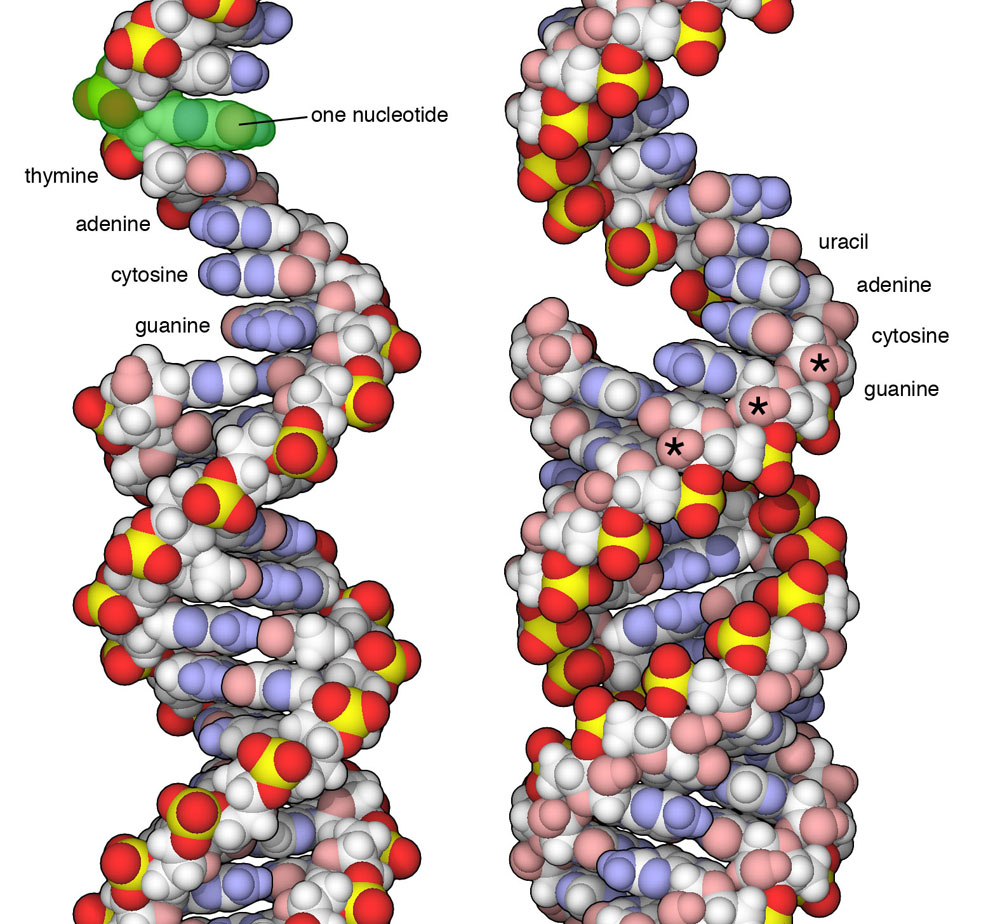 one nucleotide
thymine
adenine
cytosine
guanine
uracil
adenine
cytosine
guanine
*
*
*